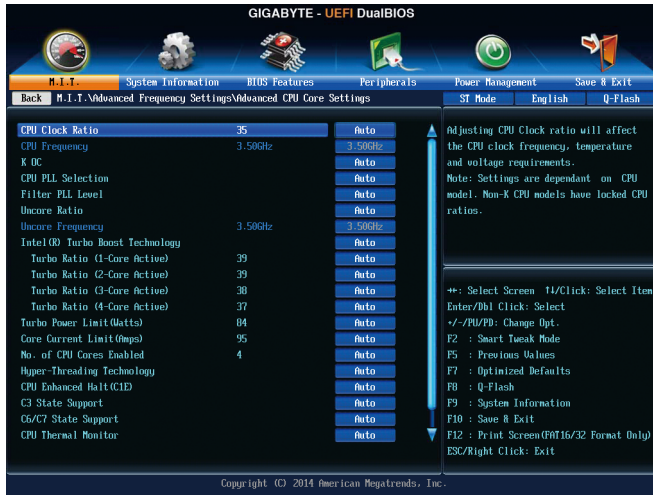 GIGABYTE - UEFI DualBIOS
M.I.T. System Information BIOS Features Peripherals Power Management Save & Exit
Back M.I.T.\Advanced Frequency Settings\Advanced CPU Core Settings ST Mode English Q-Flash
CPU Clock Ratio 35 Auto
CPU Frequency 3.50GHz 3.50GHz
K OC Auto
CPU PLL Selection Auto
Filter PLL Level Auto
Uncore Ratio Auto
Uncore Frequency 3.50GHz 3.50GHz
Intel(R) Turbo Boost Technology Auto
Turbo Ratio (1-Core Active) 39 Auto
Turbo Ratio (2-Core Active) 39 Auto
Turbo Ratio (3-Core Active) 38 Auto
Turbo Ratio (4-Core Active) 37 Auto
Turbo Power Limit(Watts) 84 Auto
Core Current Limit(Amps) 95 Auto
No. of CPU Cores Enabled 4 Auto
Hyper-Threading Technology Auto
CPU Enhanced Halt(C1E) Auto
C3 State Support Auto
C6/C7 State Support Auto
CPU Thermal Monitor Auto
Adjusting CPU Clock ratio will affect
the CPU clock frequency, temperature
and voltage requirements.
Note: Settings are dependant on CPU
model. Non-K CPU models have locked CPU
ratios.
→←: Select Screen ↑↓/Click: Select Item
Enter/Dbl Click: Select
+/-/PU/PD: Change Opt.
F2 : Smart Tweak Mode
F5 : Previous Values
F7 : Optimized Defaults
F8 : Q-Flash
F9 : System Information
F10 : Save & Exit
F12 : Print Screen(FAT16/32 Format Only)
ESC/Right Click: Exit
Copyright (C) 2014 American Megatrends, Inc.